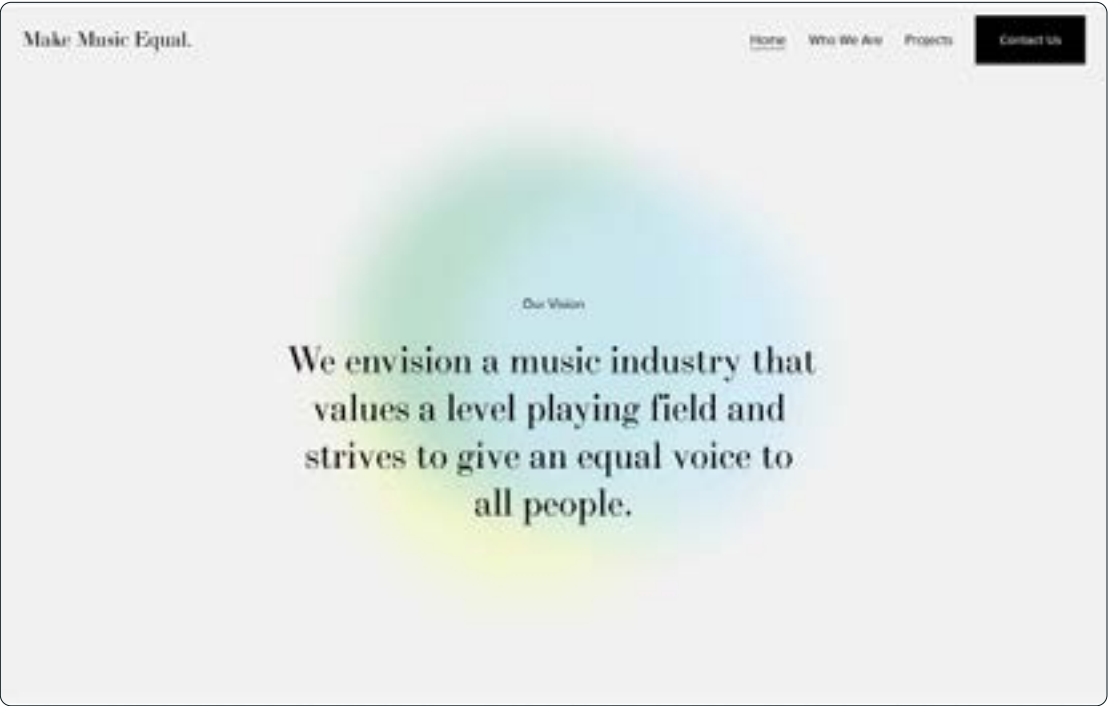 Make Music Equal.
Home Who We Are Projects Contact Us
Our Vision
We envision a music industry that
values a level playing field and
strives to give an equal voice to
all people.